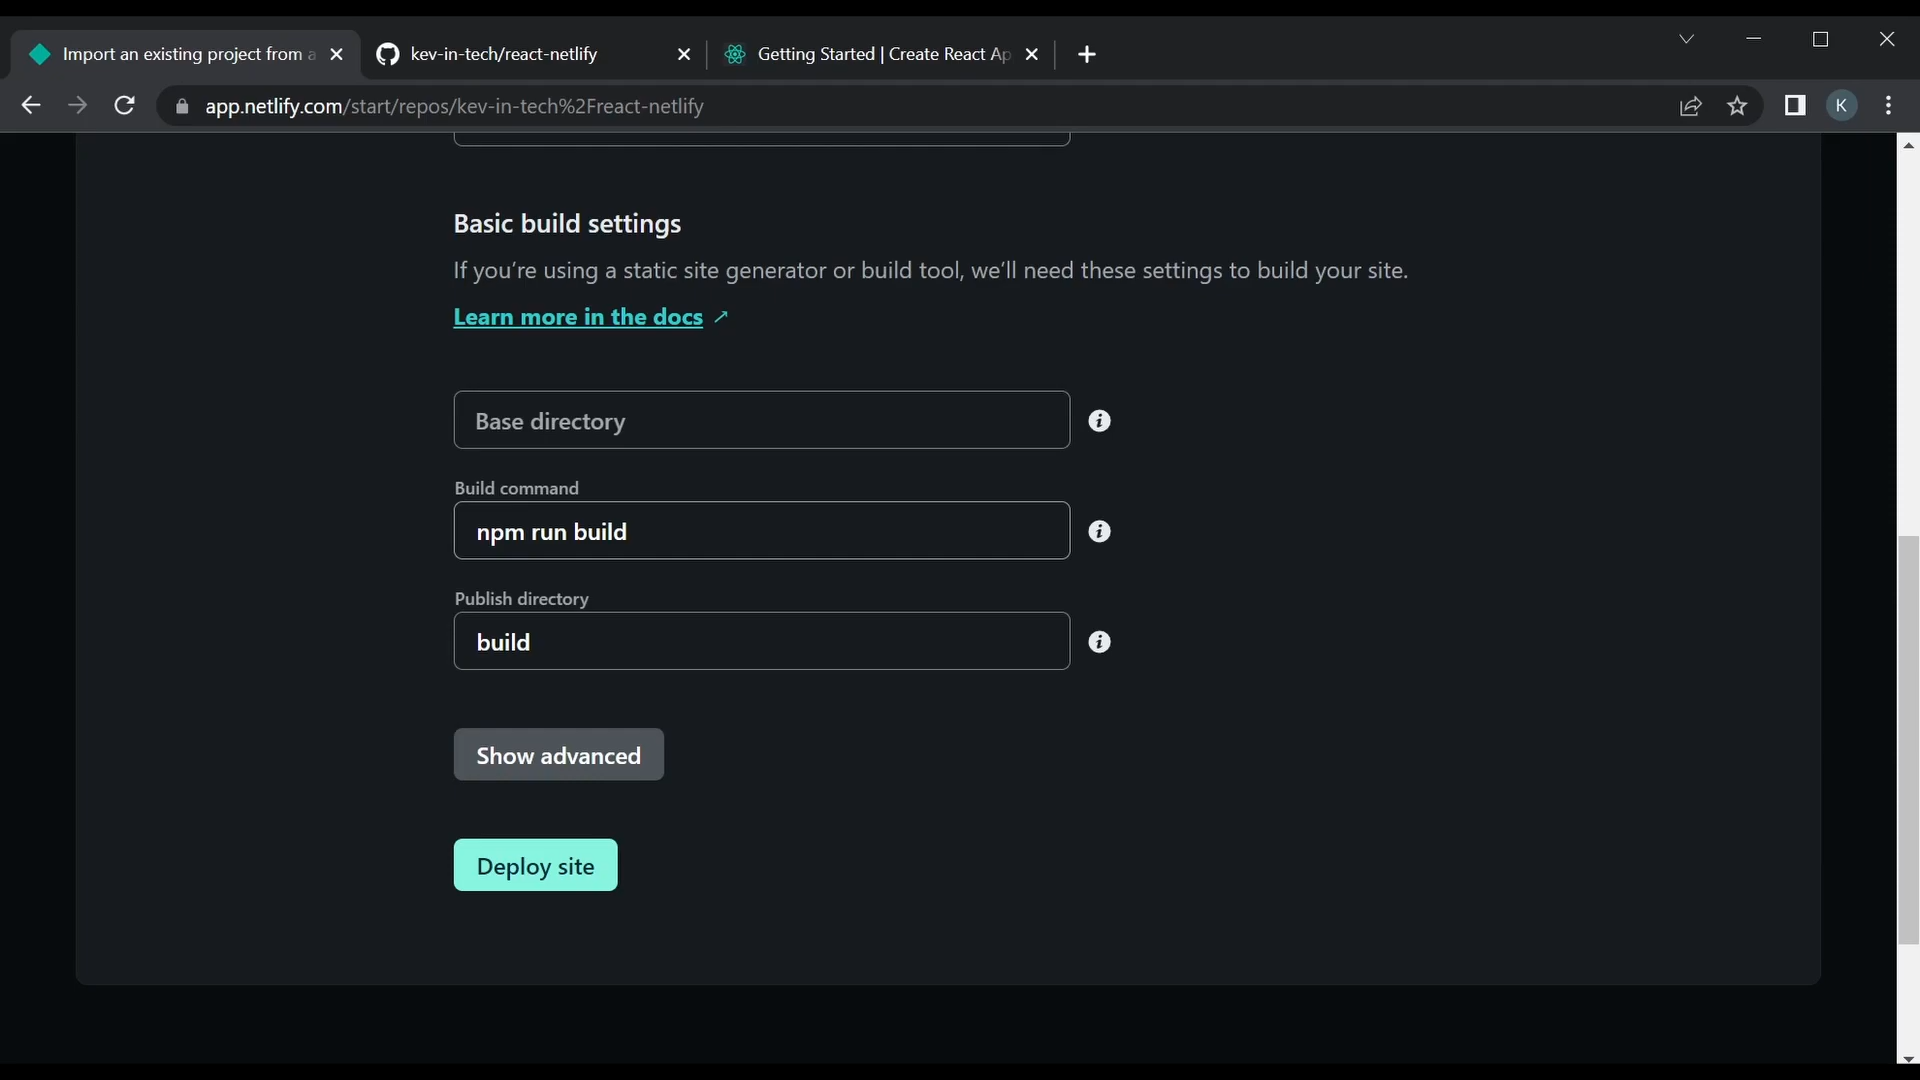 Import an existing project from a
kev-in-tech/react-netlify
Getting Started | Create React Ap
app.netlify.com/start/repos/kev-in-tech%2Freact-netlify
K
Basic build settings
If you're using a static site generator or build tool, we'll need these settings to build your site.
Learn more in the docs ↗
Base directory
Build command
npm run build
Publish directory
build
Show advanced
Deploy site